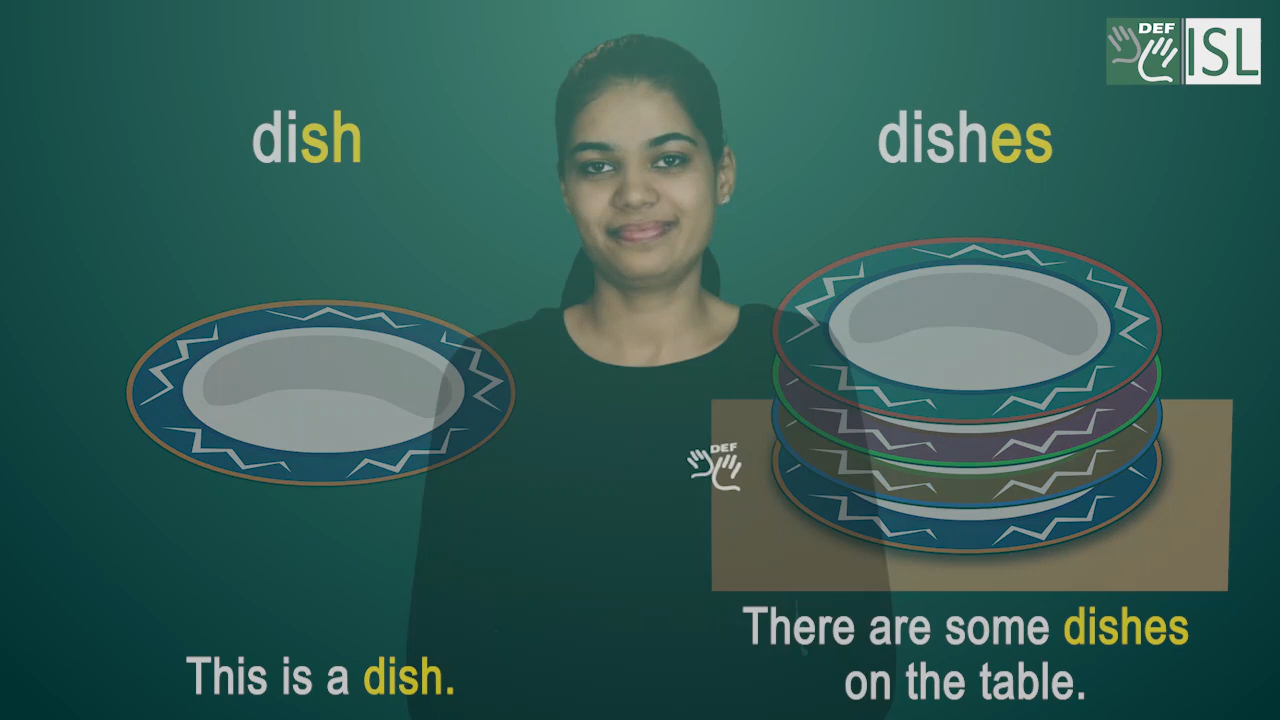 DEF
ISL
dish
dishes
DEF
This is a dish.
There are some dishes
on the table.